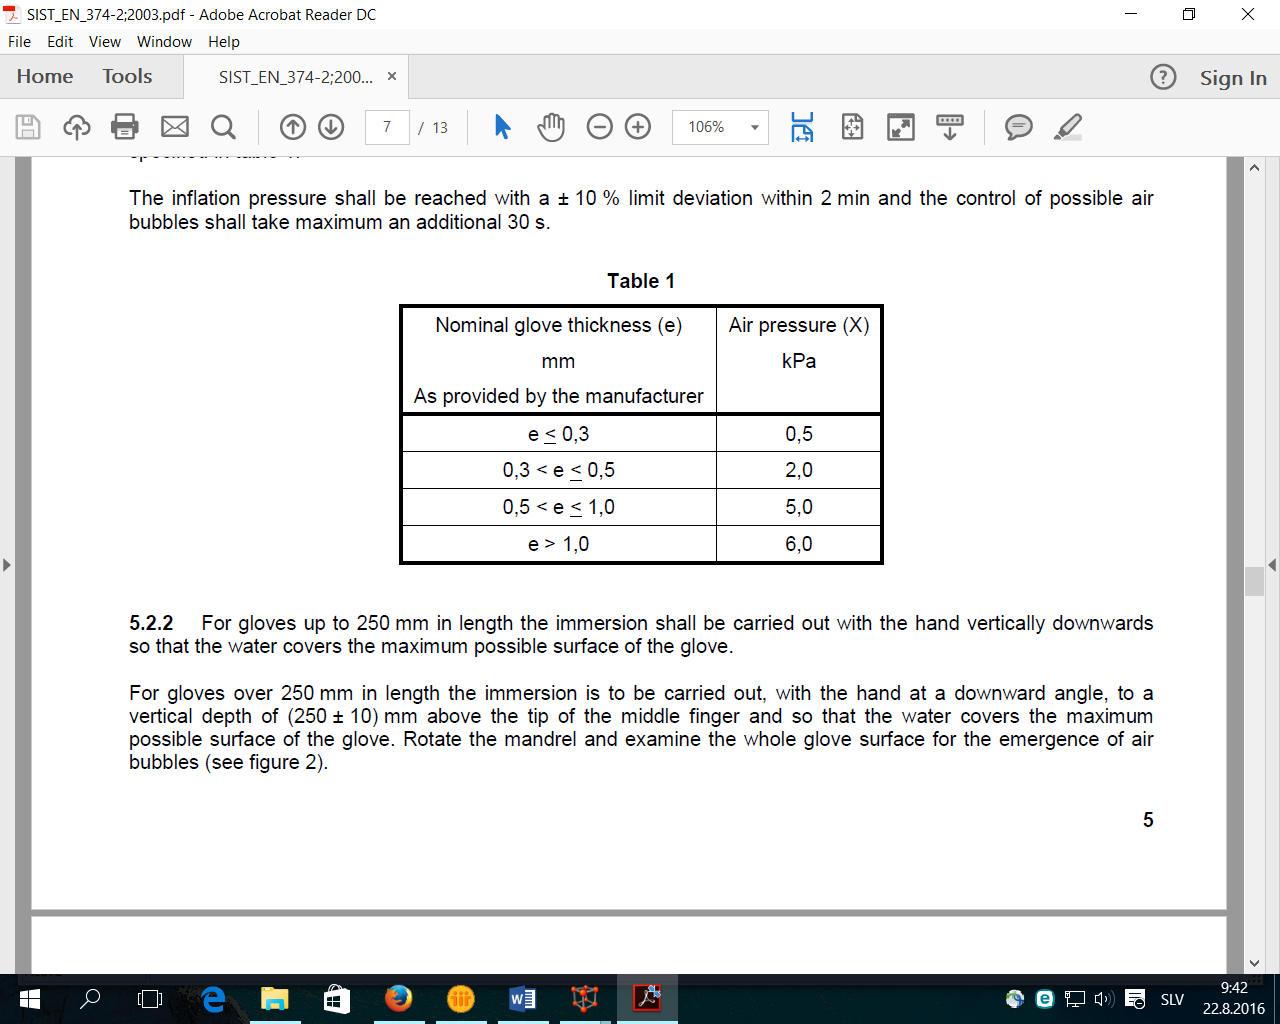 SIST_EN_374-2;2003.pdf - Adobe Acrobat Reader DC
File Edit View Window Help
Home Tools SIST_EN_374-2;200... × ? Sign In
7 / 13 106%
The inflation pressure shall be reached with a ± 10 % limit deviation within 2 min and the control of possible air
bubbles shall take maximum an additional 30 s.
Table 1
Nominal glove thickness (e) Air pressure (X)
mm kPa
As provided by the manufacturer
e ≤ 0,3 0,5
0,3 < e ≤ 0,5 2,0
0,5 < e ≤ 1,0 5,0
e > 1,0 6,0
5.2.2 For gloves up to 250 mm in length the immersion shall be carried out with the hand vertically downwards
so that the water covers the maximum possible surface of the glove.
For gloves over 250 mm in length the immersion is to be carried out, with the hand at a downward angle, to a
vertical depth of (250 ± 10) mm above the tip of the middle finger and so that the water covers the maximum
possible surface of the glove. Rotate the mandrel and examine the whole glove surface for the emergence of air
bubbles (see figure 2).
5
SLV 9:42
22.8.2016